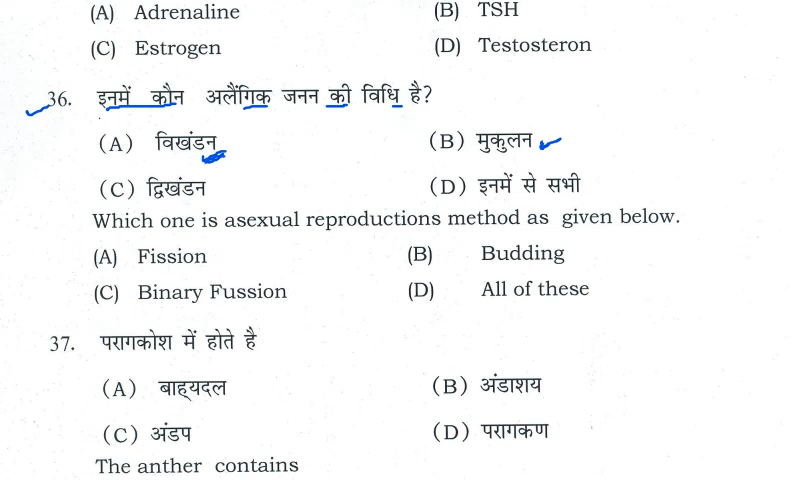 (A) Adrenaline (B) TSH
(C) Estrogen (D) Testosteron
36. इनमें कौन अलैंगिक जनन की विधि है?
(A) विखंडन (B) मुकुलन
(C) द्विखंडन (D) इनमें से सभी
Which one is asexual reproductions method as given below.
(A) Fission (B) Budding
(C) Binary Fussion (D) All of these
37. परागकोश में होते है
(A) बाह्यदल (B) अंडाशय
(C) अंडप (D) परागकण
The anther contains